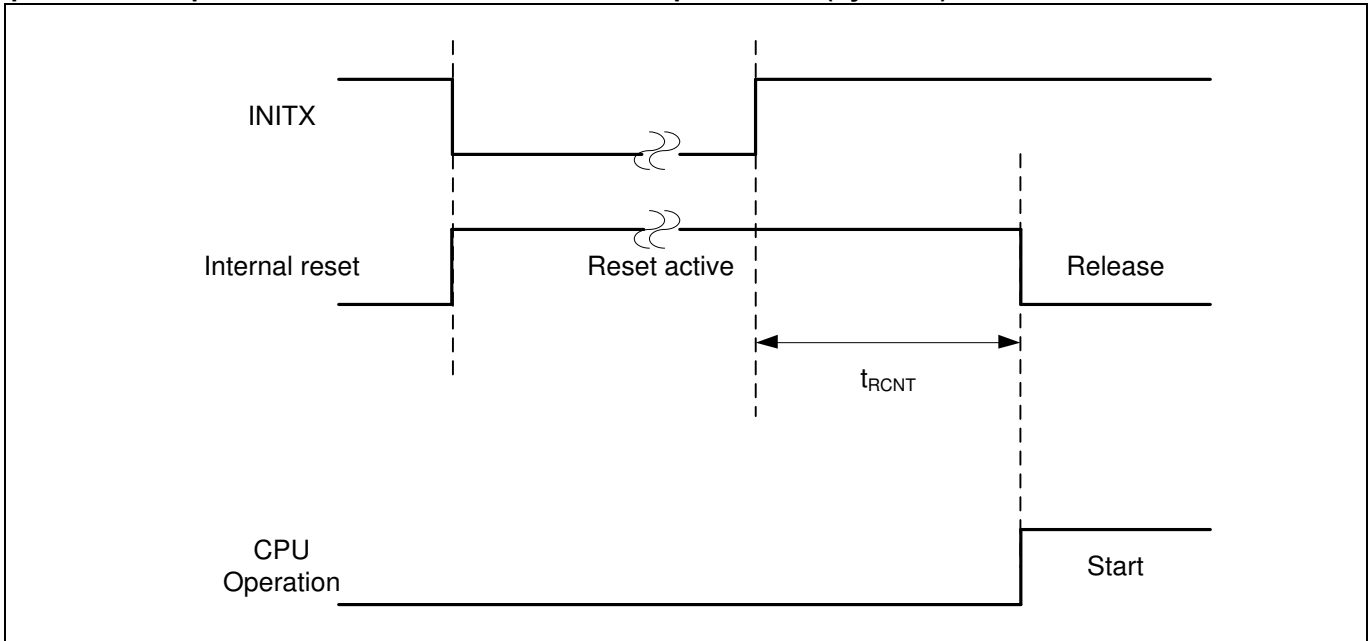 INITX
Internal reset
Reset active
Release
tRCNT
CPU
Operation
Start